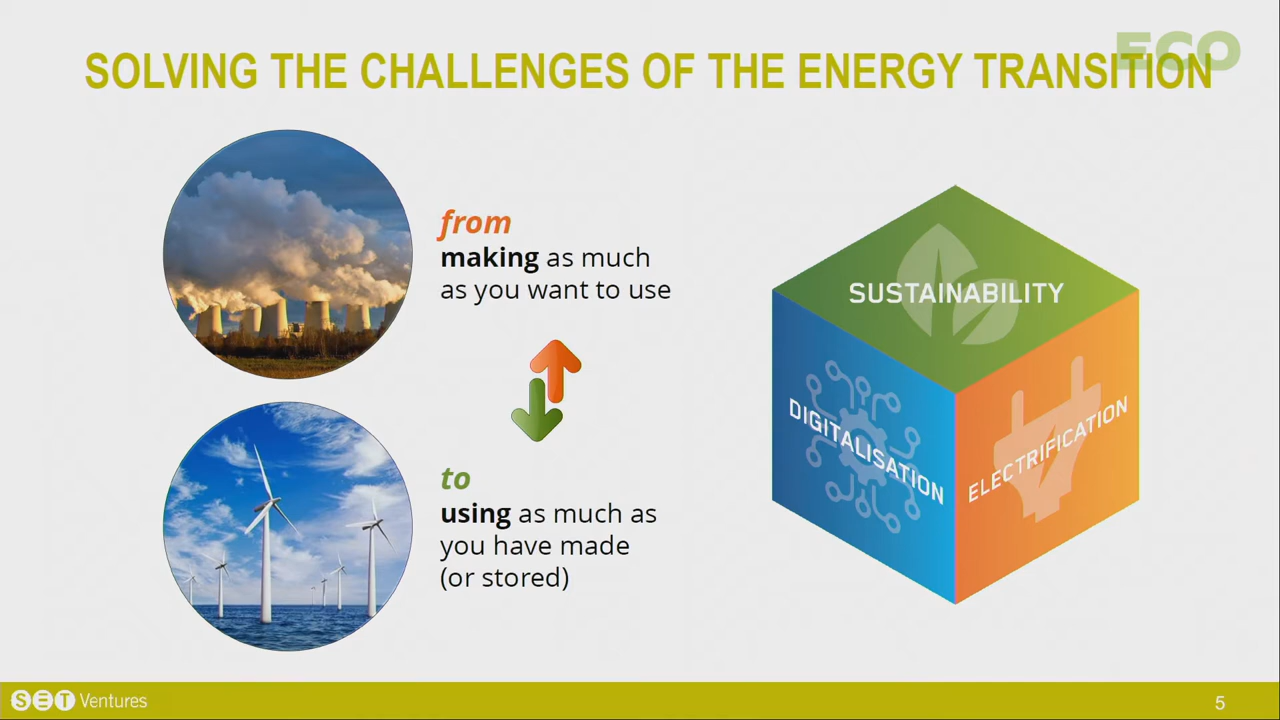 ECO
SOLVING THE CHALLENGES OF THE ENERGY TRANSITION
from
making as much
as you want to use
to
using as much as
you have made
(or stored)
SUSTAINABILITY
DIGITALISATION
ELECTRIFICATION
SET Ventures
5